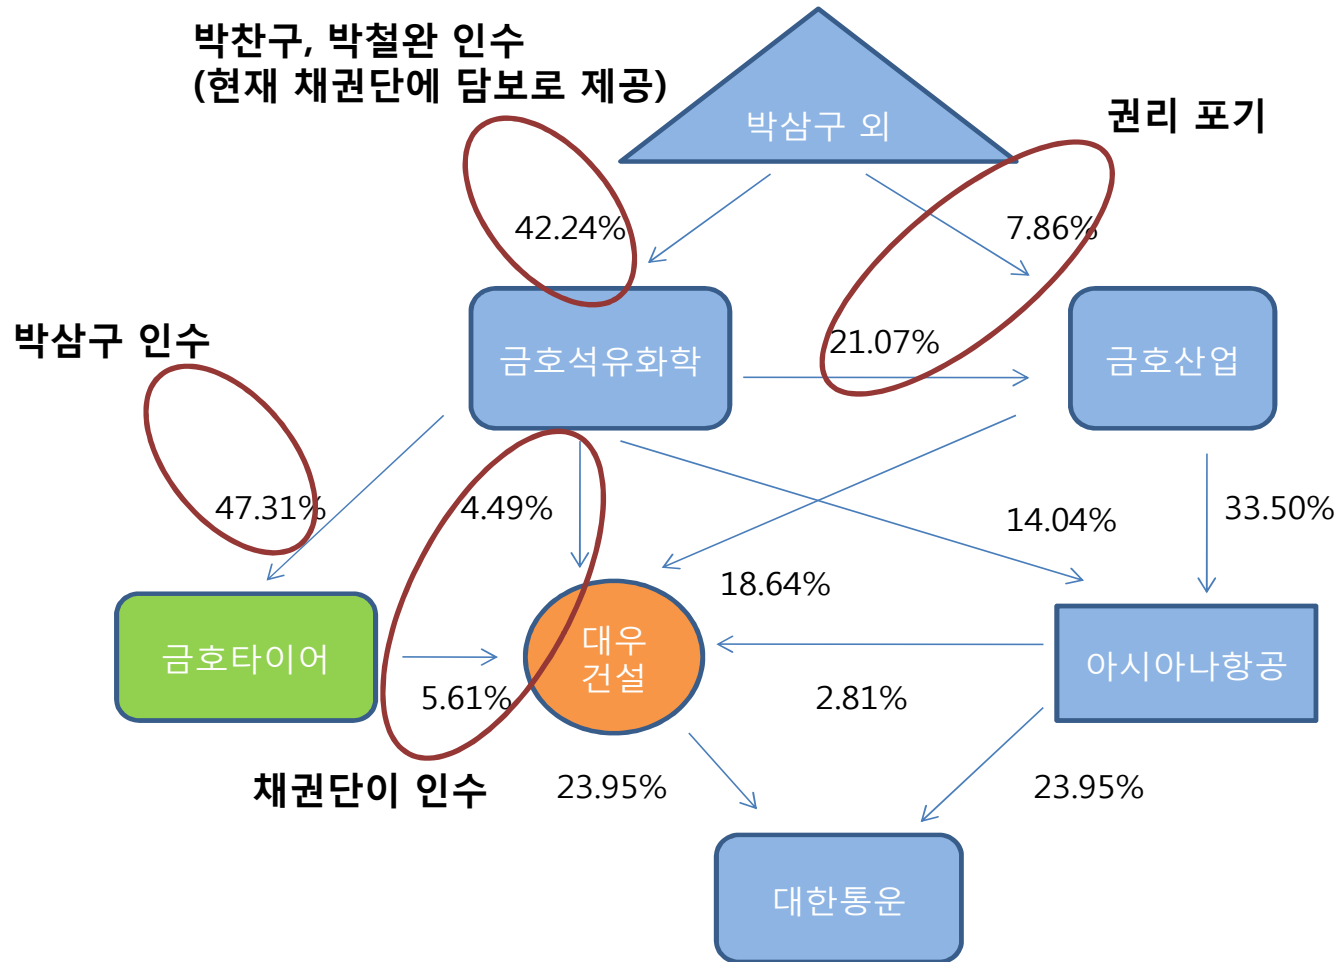 박찬구, 박철완 인수
(현재 채권단에 담보로 제공)
박삼구 외
권리 포기
42.24%
7.86%
박삼구 인수
금호석유화학
21.07%
금호산업
47.31%
4.49%
14.04%
33.50%
18.64%
금호타이어
대우
건설
아시아나항공
5.61%
2.81%
채권단이 인수
23.95%
23.95%
대한통운